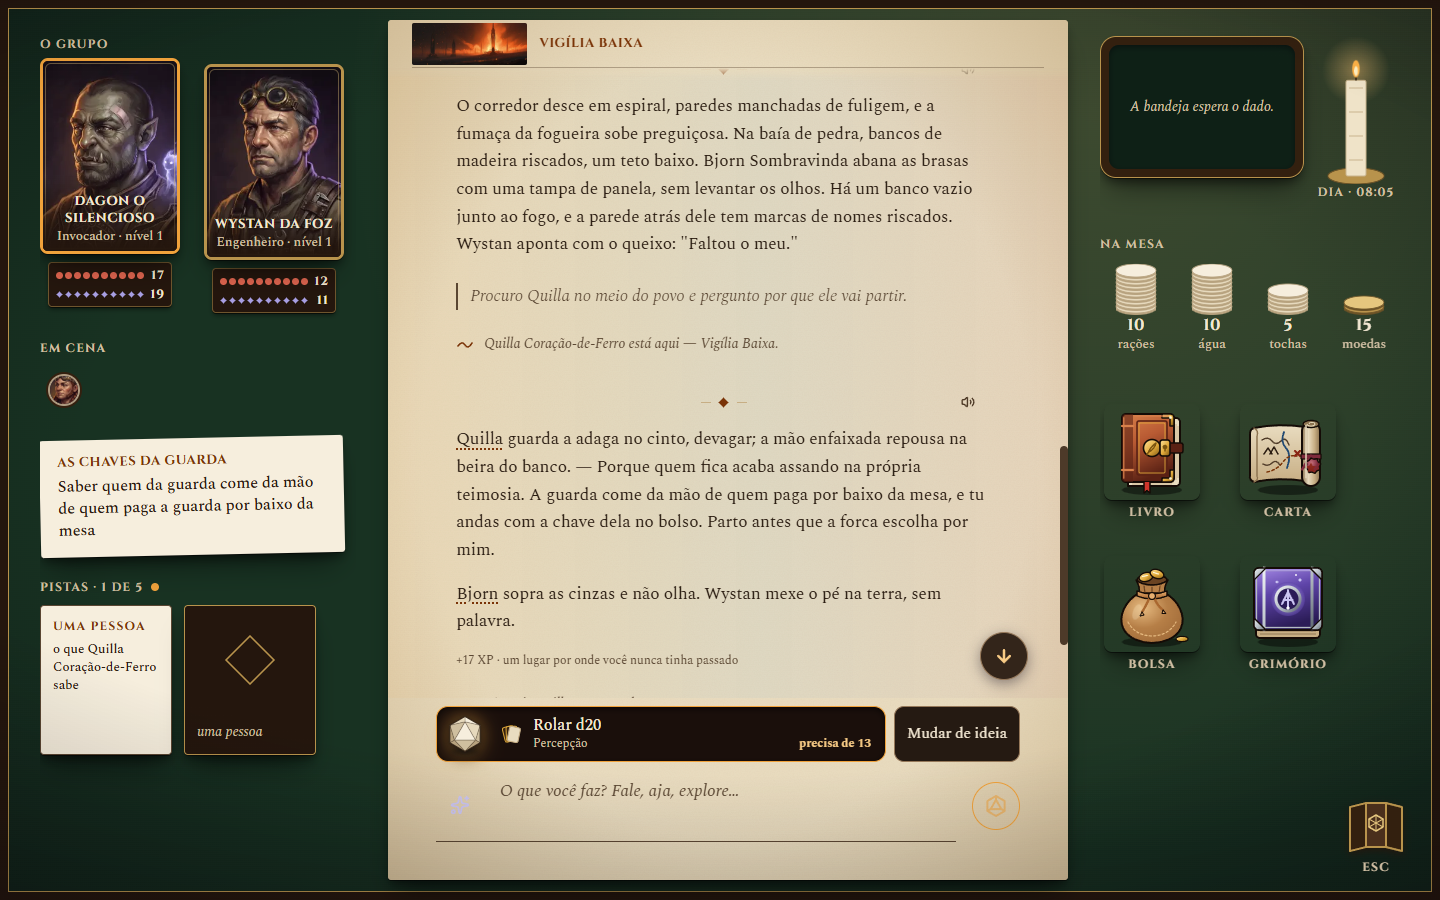 O GRUPO
DAGON O
SILENCIOSO
Invocador · nível 1
17
19
WYSTAN DA FOZ
Engenheiro · nível 1
12
11
EM CENA
AS CHAVES DA GUARDA
Saber quem da guarda come da mão
de quem paga a guarda por baixo da
mesa
PISTAS · 1 DE 5
UMA PESSOA
o que Quilla
Coração-de-Ferro
sabe
uma pessoa
VIGÍLIA BAIXA
O corredor desce em espiral, paredes manchadas de fuligem, e a
fumaça da fogueira sobe preguiçosa. Na baía de pedra, bancos de
madeira riscados, um teto baixo. Bjorn Sombravinda abana as brasas
com uma tampa de panela, sem levantar os olhos. Há um banco vazio
junto ao fogo, e a parede atrás dele tem marcas de nomes riscados.
Wystan aponta com o queixo: "Faltou o meu."
Procuro Quilla no meio do povo e pergunto por que ele vai partir.
Quilla Coração-de-Ferro está aqui — Vigília Baixa.
Quilla guarda a adaga no cinto, devagar; a mão enfaixada repousa na
beira do banco. — Porque quem fica acaba assando na própria
teimosia. A guarda come da mão de quem paga por baixo da mesa, e tu
andas com a chave dela no bolso. Parto antes que a forca escolha por
mim.
Bjorn sopra as cinzas e não olha. Wystan mexe o pé na terra, sem
palavra.
+17 XP · um lugar por onde você nunca tinha passado
Rolar d20
Percepção
precisa de 13
Mudar de ideia
O que você faz? Fale, aja, explore...
A bandeja espera o dado.
DIA · 08:05
NA MESA
10
rações
10
água
5
tochas
15
moedas
LIVRO
CARTA
BOLSA
GRIMÓRIO
ESC